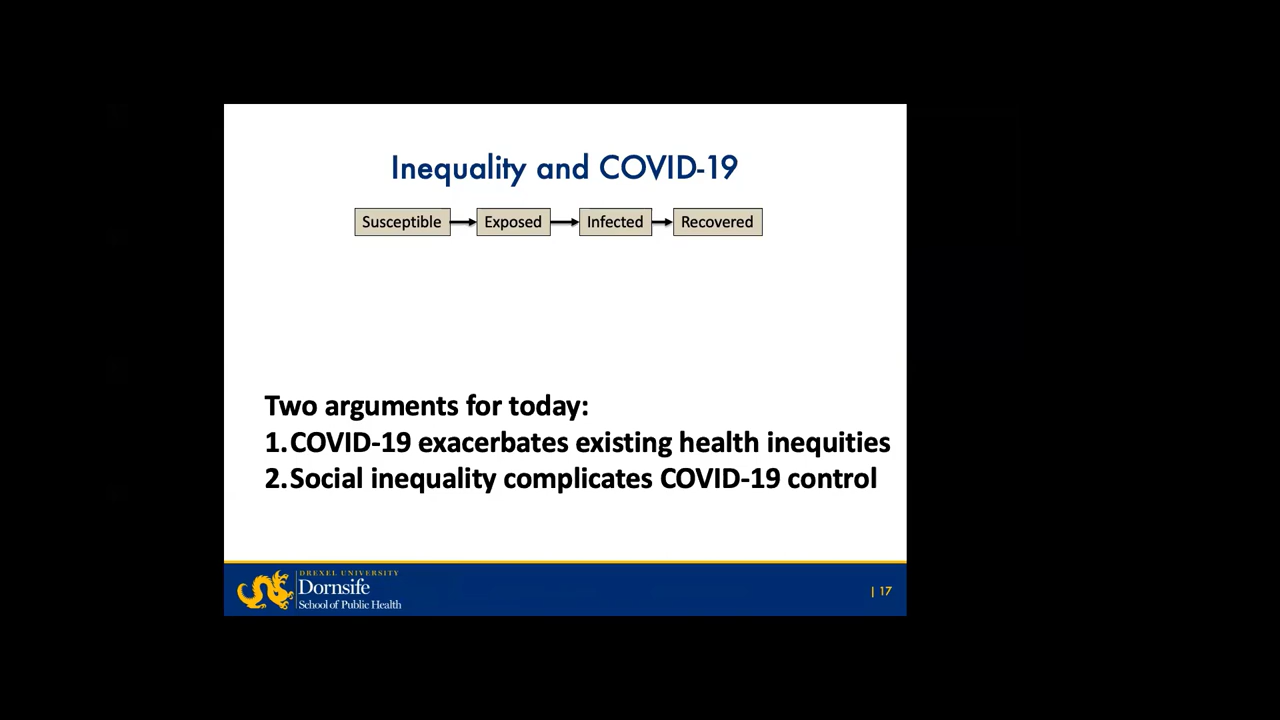 Inequality and COVID-19
Susceptible Exposed Infected Recovered
Two arguments for today:
1.COVID-19 exacerbates existing health inequities
2.Social inequality complicates COVID-19 control
DREXEL UNIVERSITY
Dornsife
School of Public Health
| 17